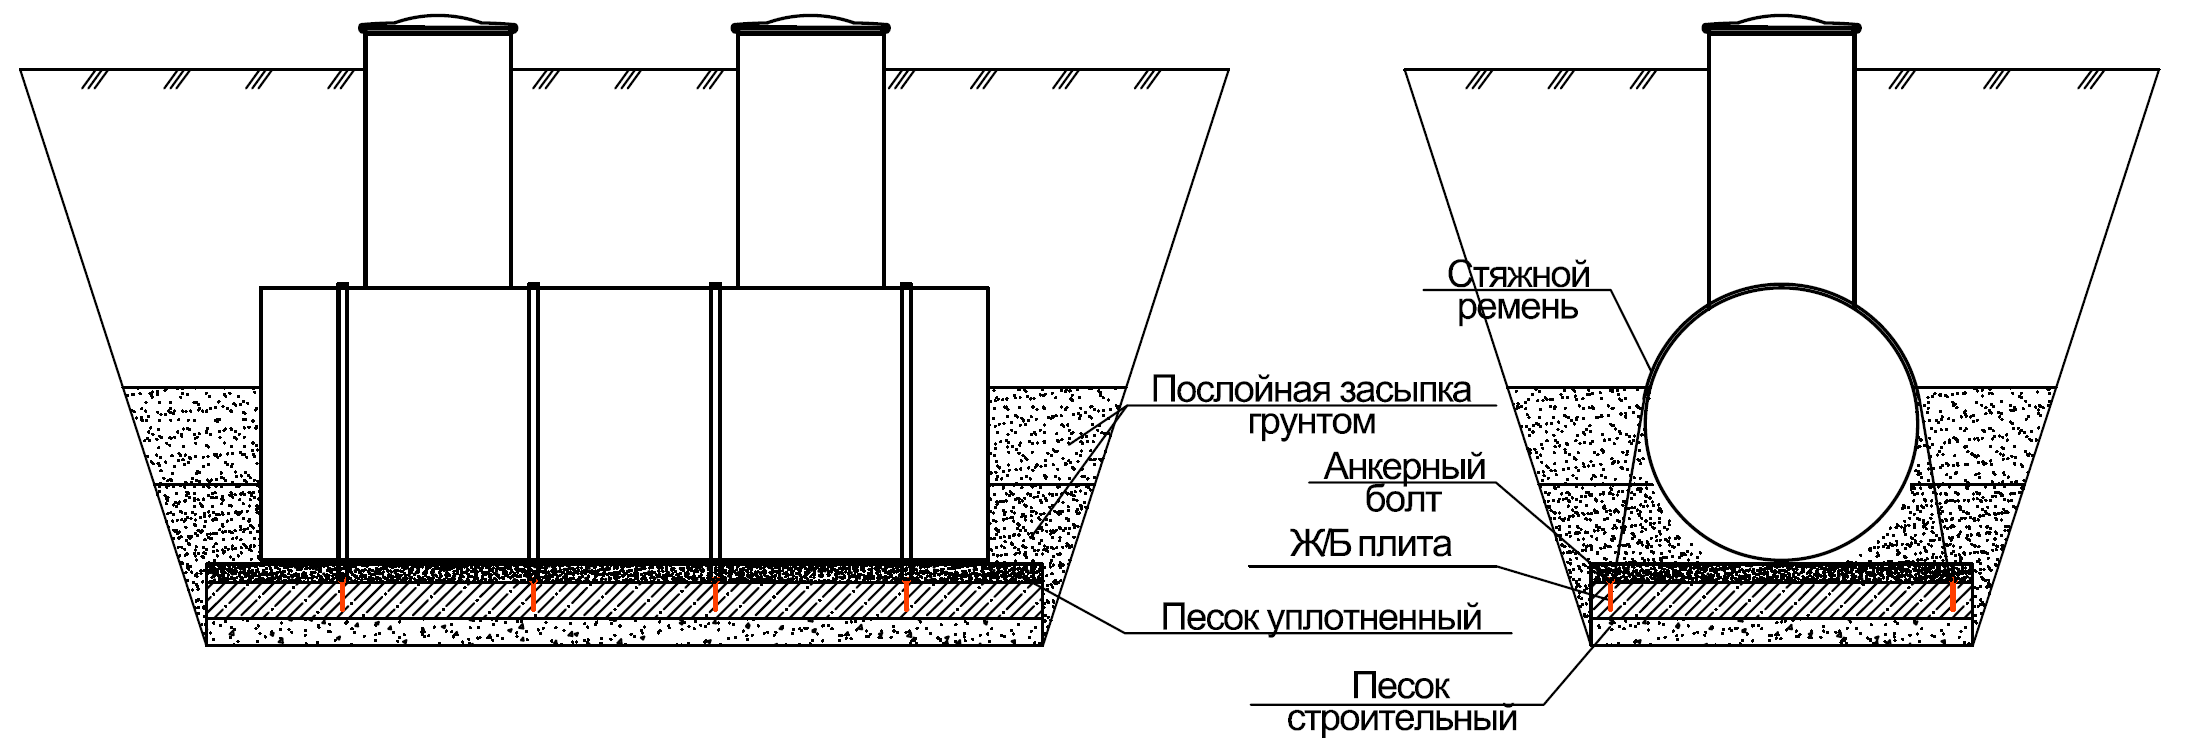 Стяжной
ремень
Послойная засыпка
грунтом
Анкерный
болт
Ж/Б плита
Песок уплотненный
Песок
строительный